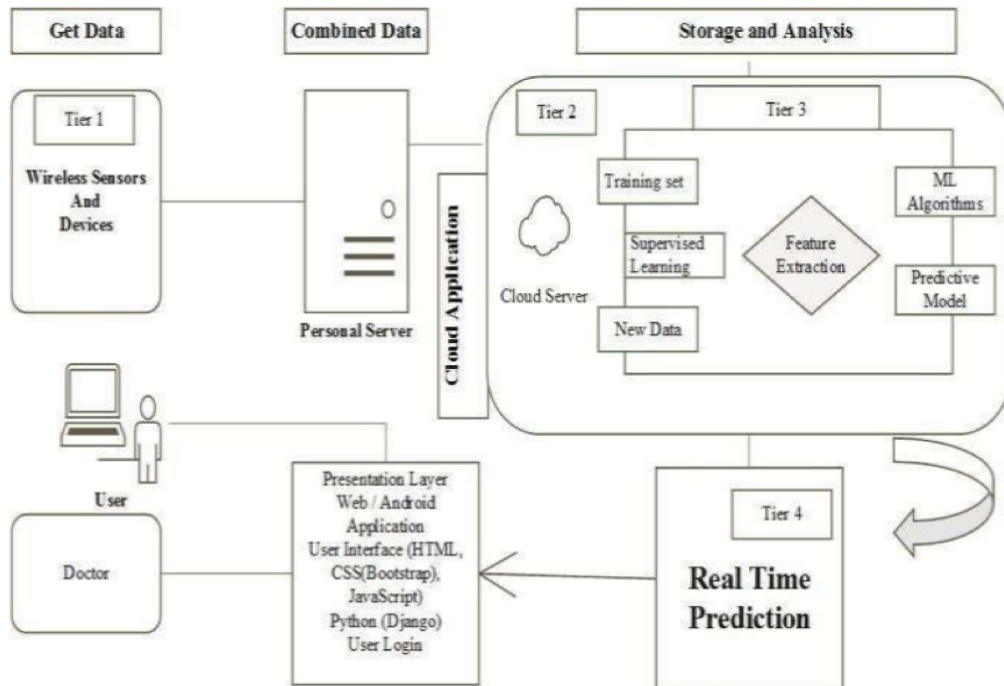 Get Data
Combined Data
Storage and Analysis
Tier 1
Wireless Sensors
And
Devices
Personal Server
Cloud Application
Tier 2
Cloud Server
Tier 3
Training set
Supervised
Learning
New Data
Feature
Extraction
ML
Algorithms
Predictive
Model
User
Doctor
Presentation Layer
Web / Android
Application
User Interface (HTML,
CSS(Bootstrap),
JavaScript)
Python (Django)
User Login
Tier 4
Real Time
Prediction